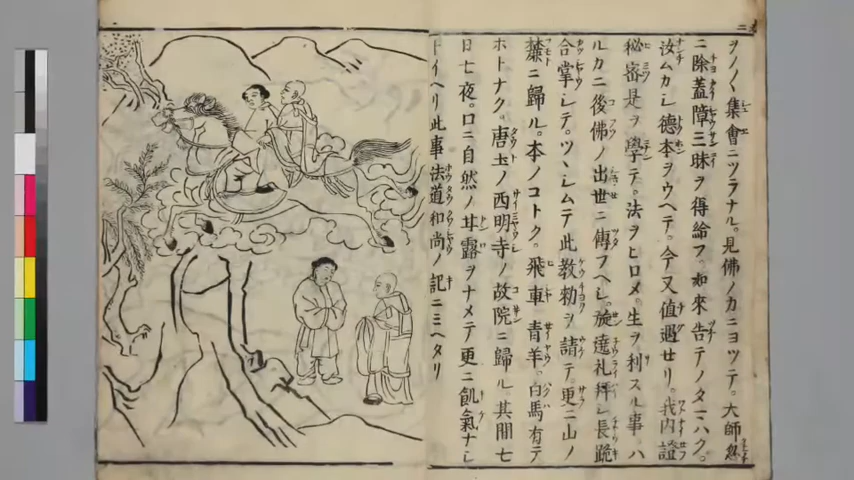 ヲノ〱集會ニツラナル。見佛ノカニヨツテ。大師忽
ニ除蓋障三昧ヲ得給フ。如來告テノタマハク。
汝ムカシ德本ヲウヘテ。今又值遇セリ。我内證
秘密是ヲ學テ。法ヲヒロメ。生ヲ利スル事。ハ
ルカニ後佛ノ出世ニ傳フヘシ。旋遶礼拜シ長跪
合掌シテ。ツヽシムテ此教勅ヲ請テ。更ニ山ノ
麓ニ歸ル。本ノコトク。飛車青羊。白馬有テ
ホトナク。唐土ノ西明寺ノ故院ニ歸ル。其間七
日七夜。口ニ自然ノ甘露ヲナメテ更ニ飢氣ナシ
トイヘリ此事法道和尚ノ記ニミヘタリ